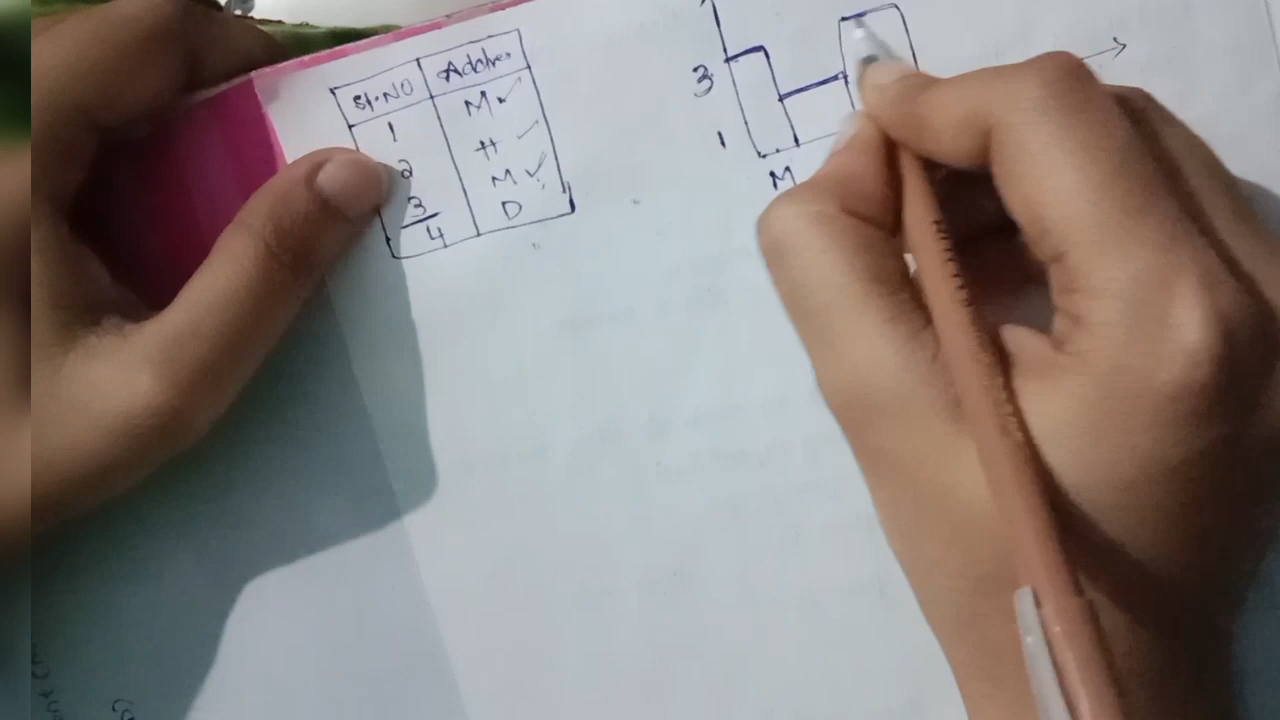 Sl.NO Addres
1 M ✓
2 H ✓
3 M ✓
4 D
3
1
M